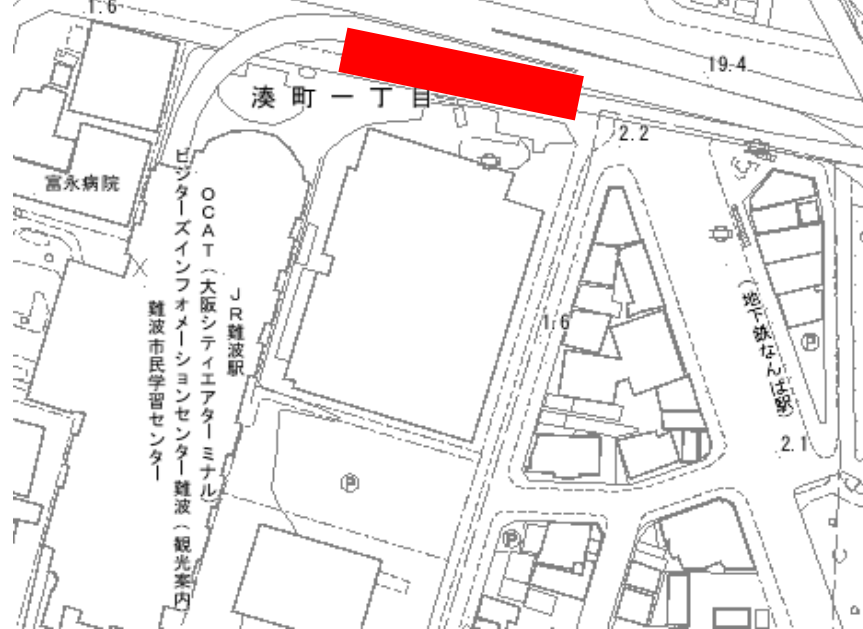 1.6
19.4
湊町一丁目
2.2
富永病院
ＪＲ難波駅
ＯＣＡＴ（大阪シティエアターミナル）
ビジターズインフォメーションセンター難波（観光案内
難波市民学習センター
1.6
（地下鉄なんば駅）
P
2.1
P
P